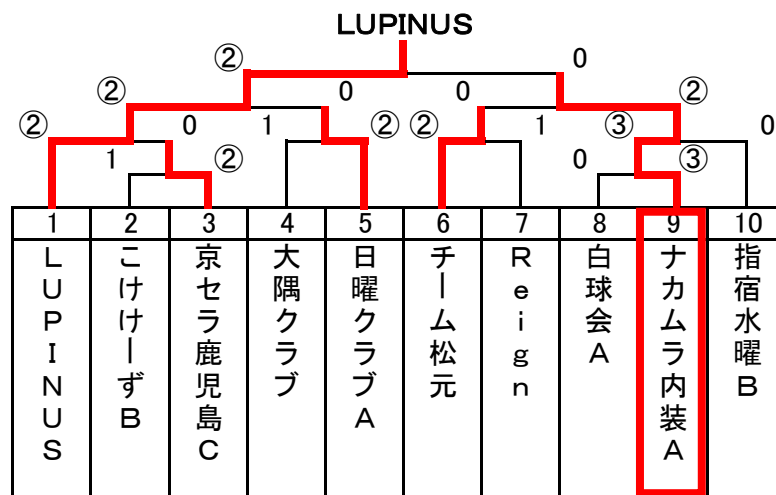 LUPINUS
② 0
② 0 0 ②
② 0 1 ② ② 1 ③ 0
1 ② 0 ③
1 2 3 4 5 6 7 8 9 10
LUPINUS
こけけーずB
京セラ鹿児島C
大隅クラブ
日曜クラブA
チーム松元
Reign
白球会A
ナカムラ内装A
指宿水曜B